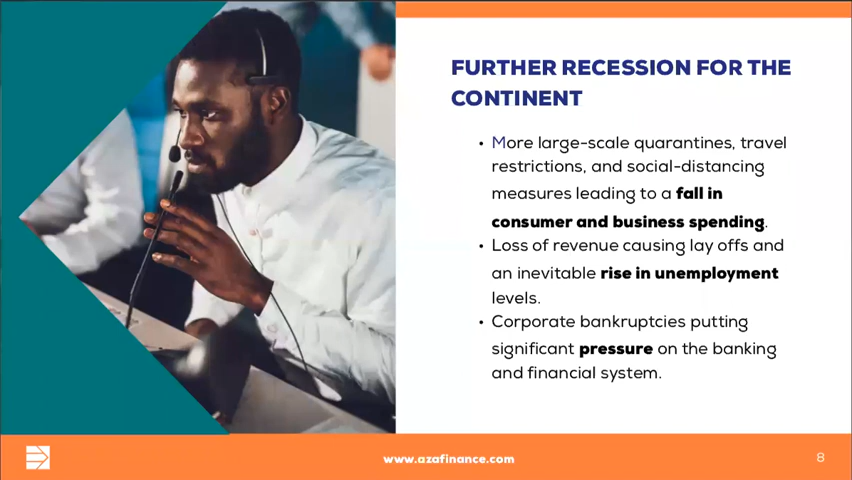 FURTHER RECESSION FOR THE
CONTINENT
• More large-scale quarantines, travel
restrictions, and social-distancing
measures leading to a fall in
consumer and business spending.
• Loss of revenue causing lay offs and
an inevitable rise in unemployment
levels.
• Corporate bankruptcies putting
significant pressure on the banking
and financial system.
www.azafinance.com
8